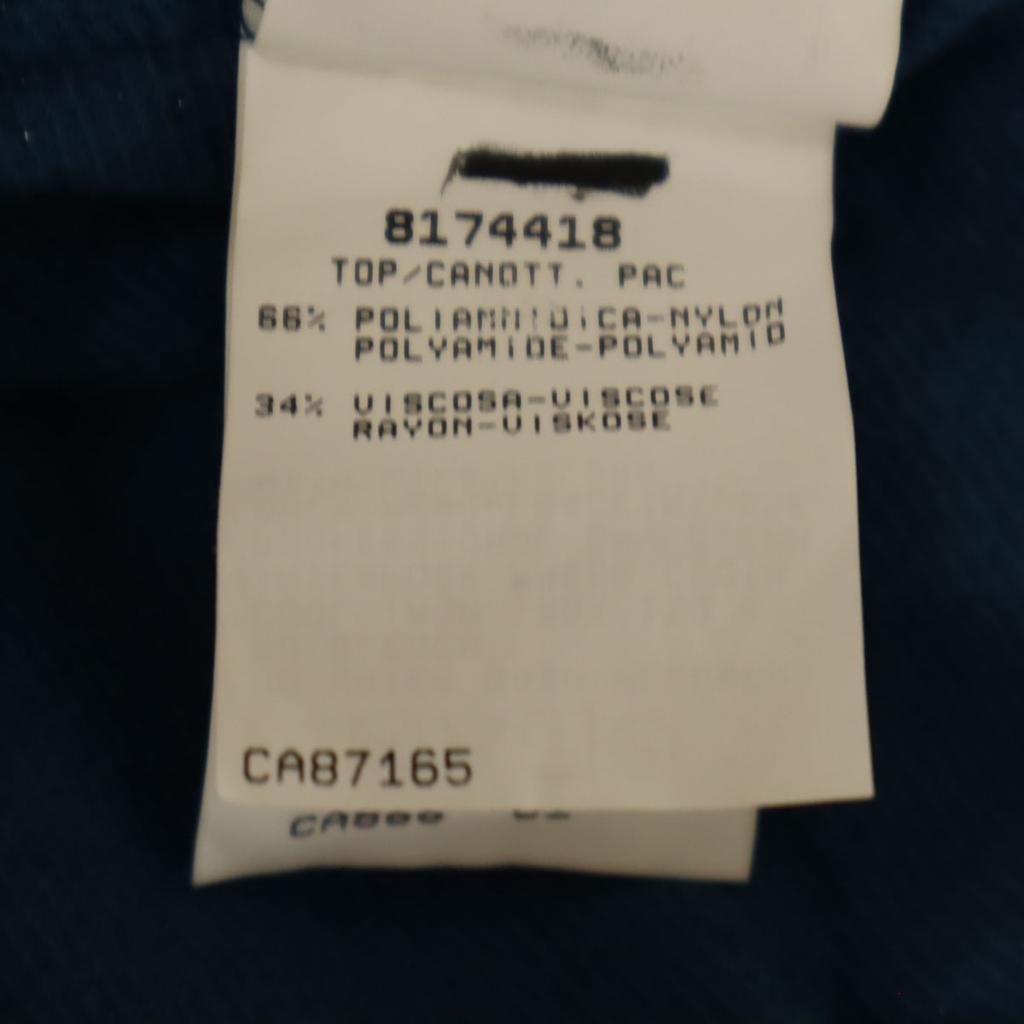 8174418
TOP/CANOTT. PAC
66% POLIAMMIDICA-NYLON
POLYAMIDE-POLYAMID
34% VISCOSA-VISCOSE
RAYON-VISKOSE
CA87165